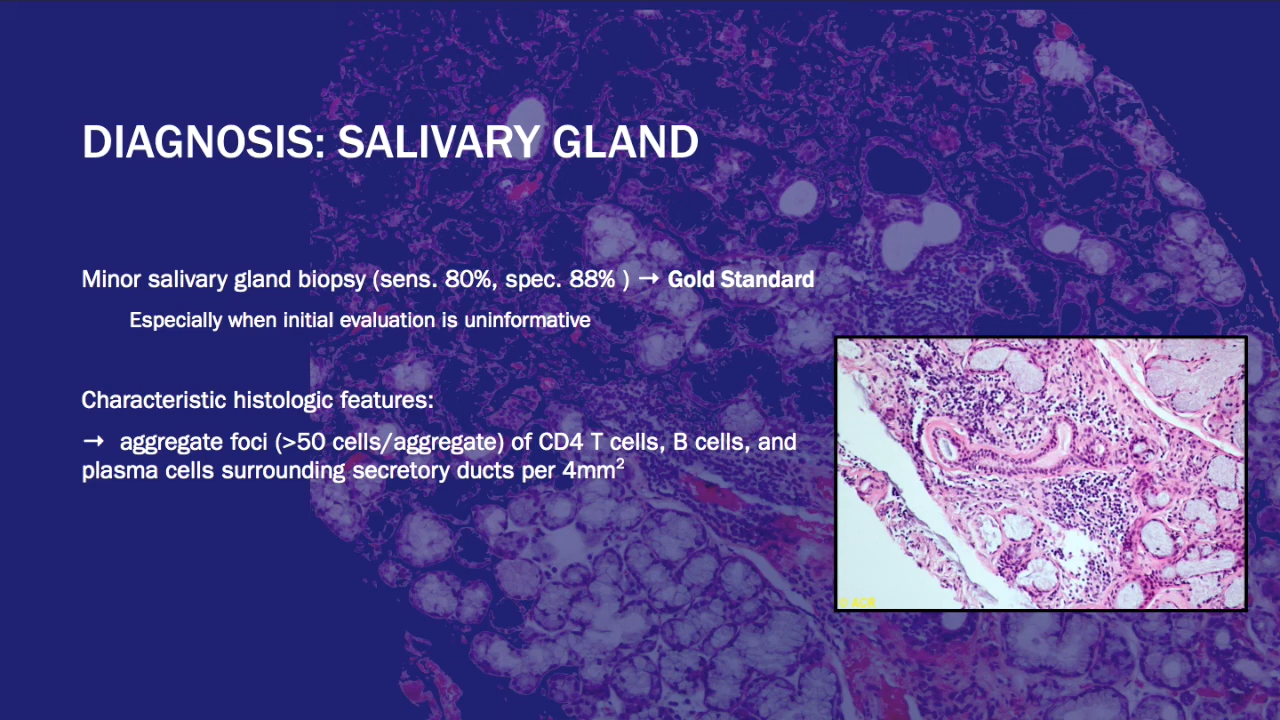 DIAGNOSIS: SALIVARY GLAND
Minor salivary gland biopsy (sens. 80%, spec. 88% ) → Gold Standard
Especially when initial evaluation is uninformative
Characteristic histologic features:
→ aggregate foci (>50 cells/aggregate) of CD4 T cells, B cells, and
plasma cells surrounding secretory ducts per 4mm²
© ACR